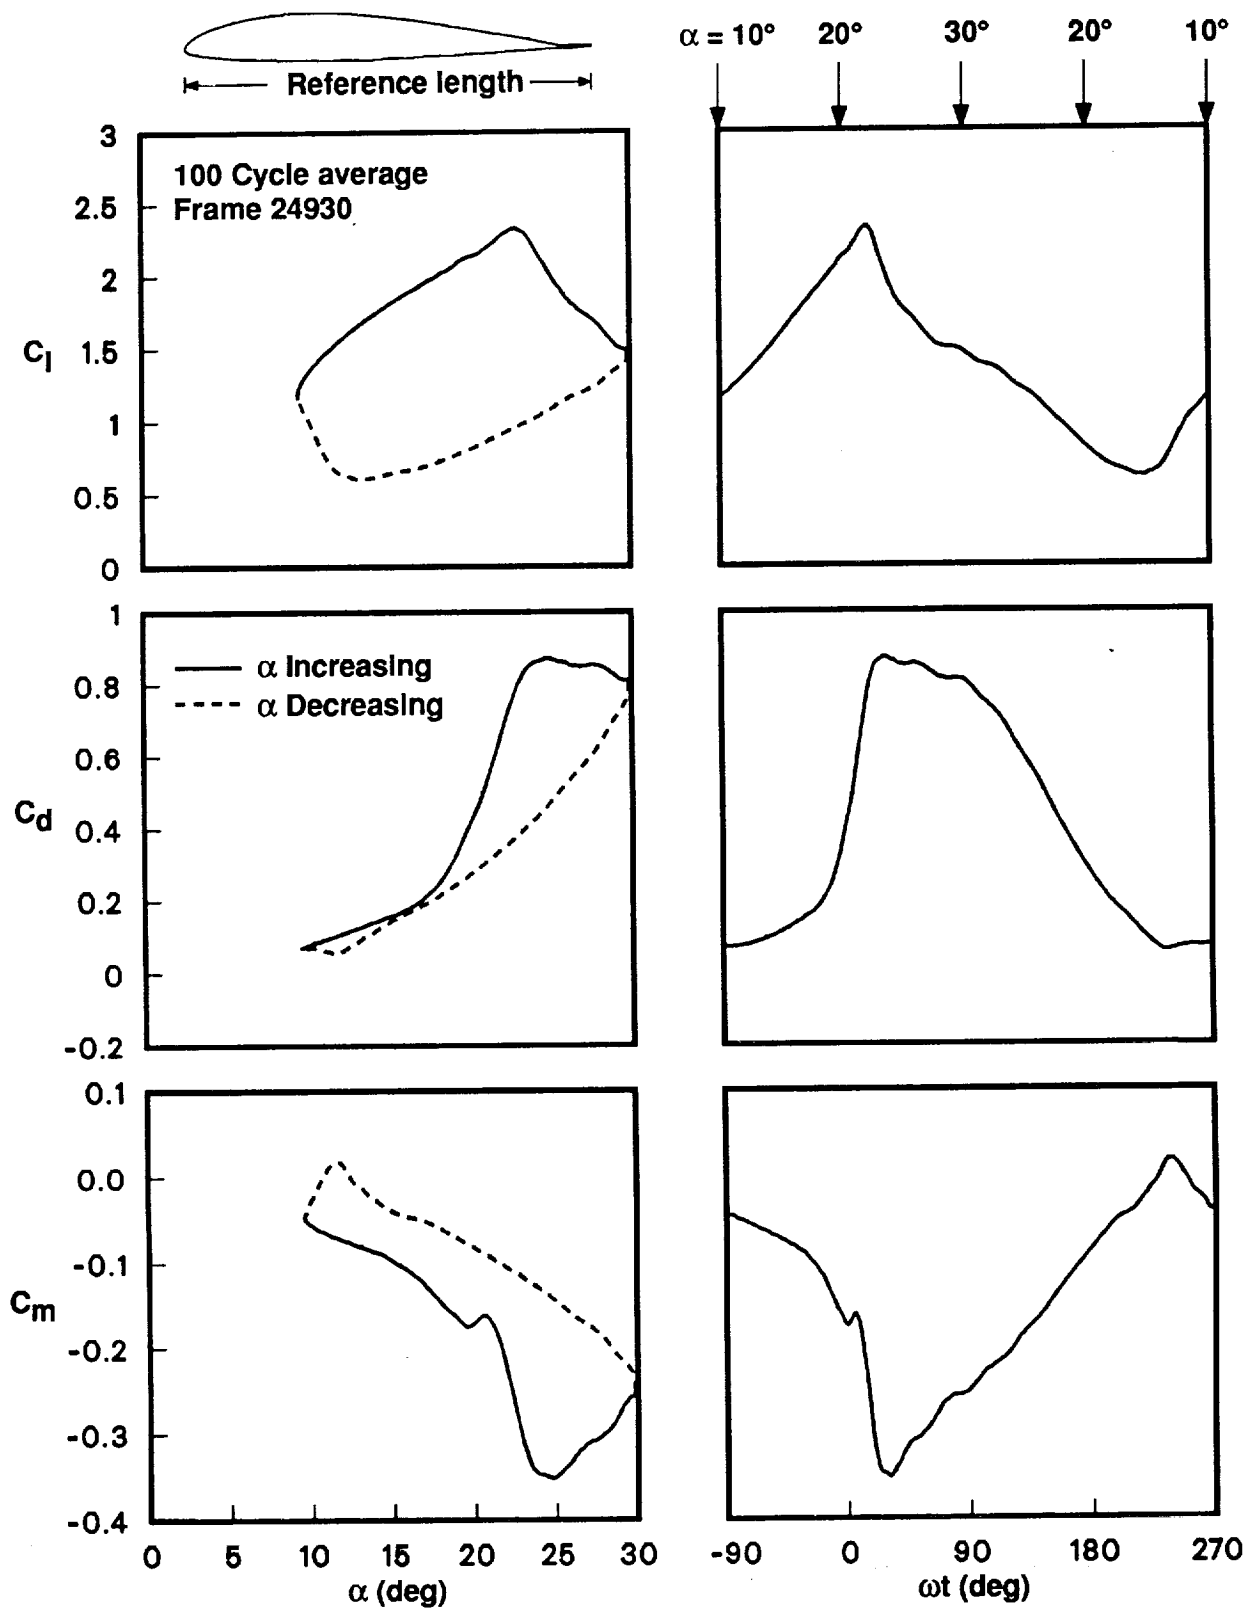 α = 10° 20° 30° 20° 10°
Reference length
100 Cycle average
Frame 24930
3
2.5
2
1.5
1
0.5
0
Cl
α Increasing
α Decreasing
1
0.8
0.6
0.4
0.2
0
-0.2
Cd
0.1
0.0
-0.1
-0.2
-0.3
-0.4
Cm
0 5 10 15 20 25 30
α (deg)
-90 0 90 180 270
ωt (deg)